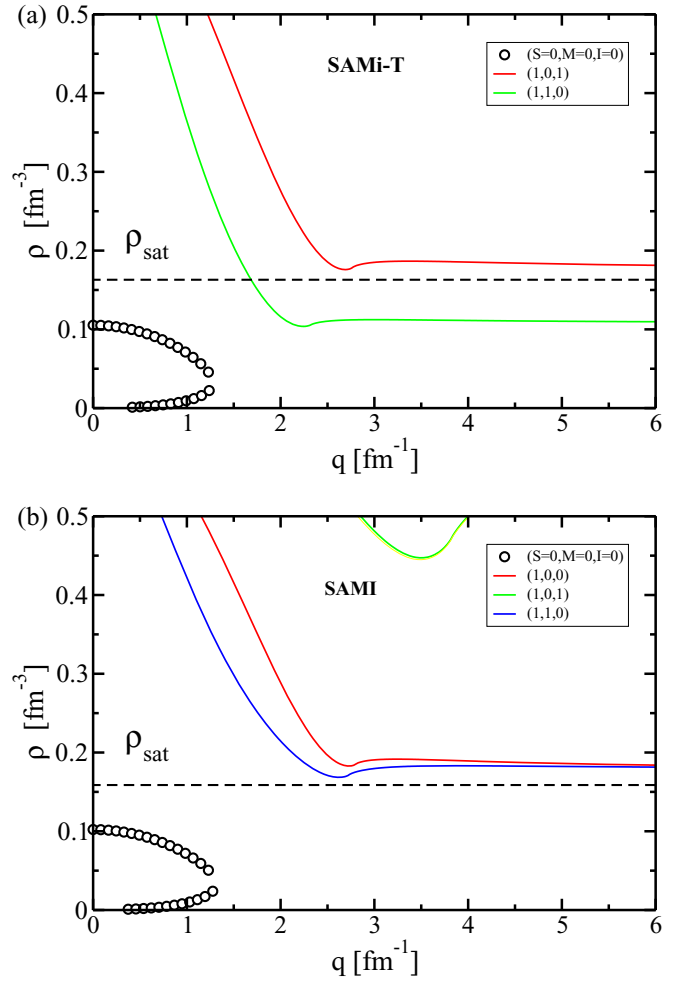 (a)
SAMi-T
(S=0,M=0,I=0)
(1,0,1)
(1,1,0)
ρ [fm-3]
ρsat
0.5
0.4
0.3
0.2
0.1
0
0 1 2 3 4 5 6
q [fm-1]
(b)
SAMI
(S=0,M=0,I=0)
(1,0,0)
(1,0,1)
(1,1,0)
ρ [fm-3]
ρsat
0.5
0.4
0.3
0.2
0.1
0
0 1 2 3 4 5 6
q [fm-1]